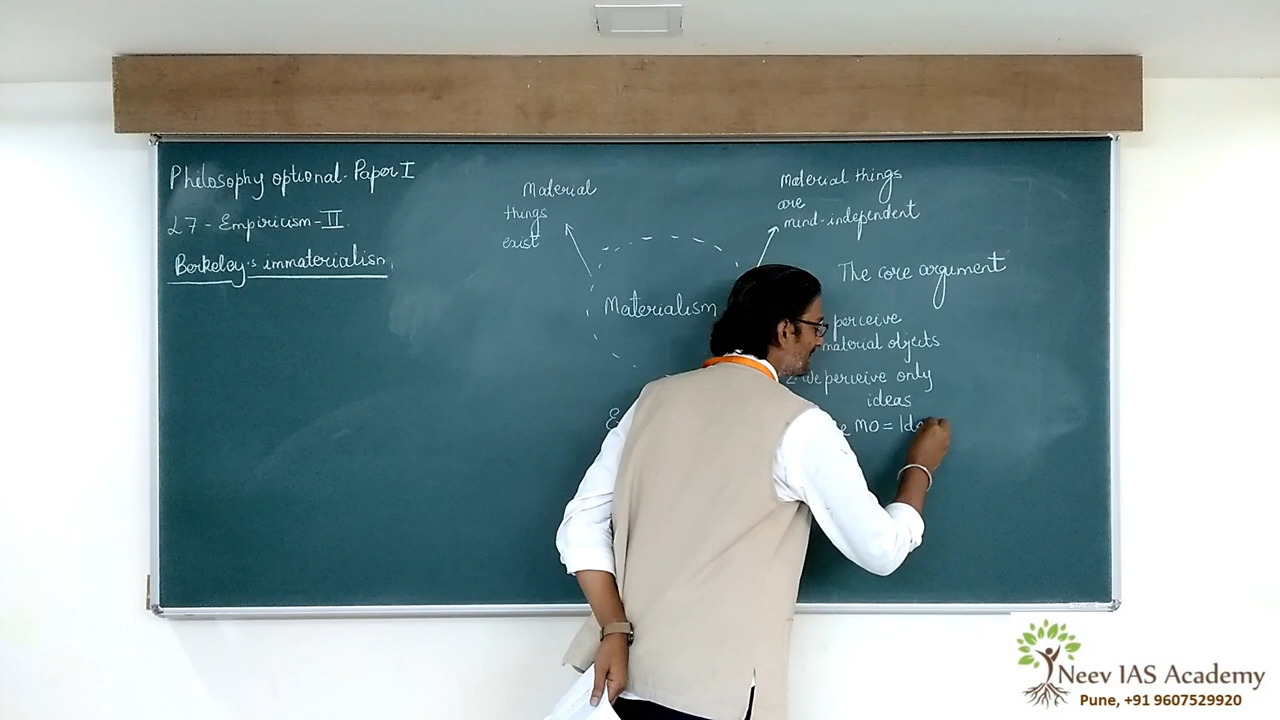 Philosophy optional - Paper I
L7 - Empiricism - II
Berkeley's immaterialism
Material
things
exist
Material things
are
mind-independent
Materialism
The core argument
perceive
material objects
2. We perceive only
ideas
MO =
Neev IAS Academy
Pune, +91 9607529920